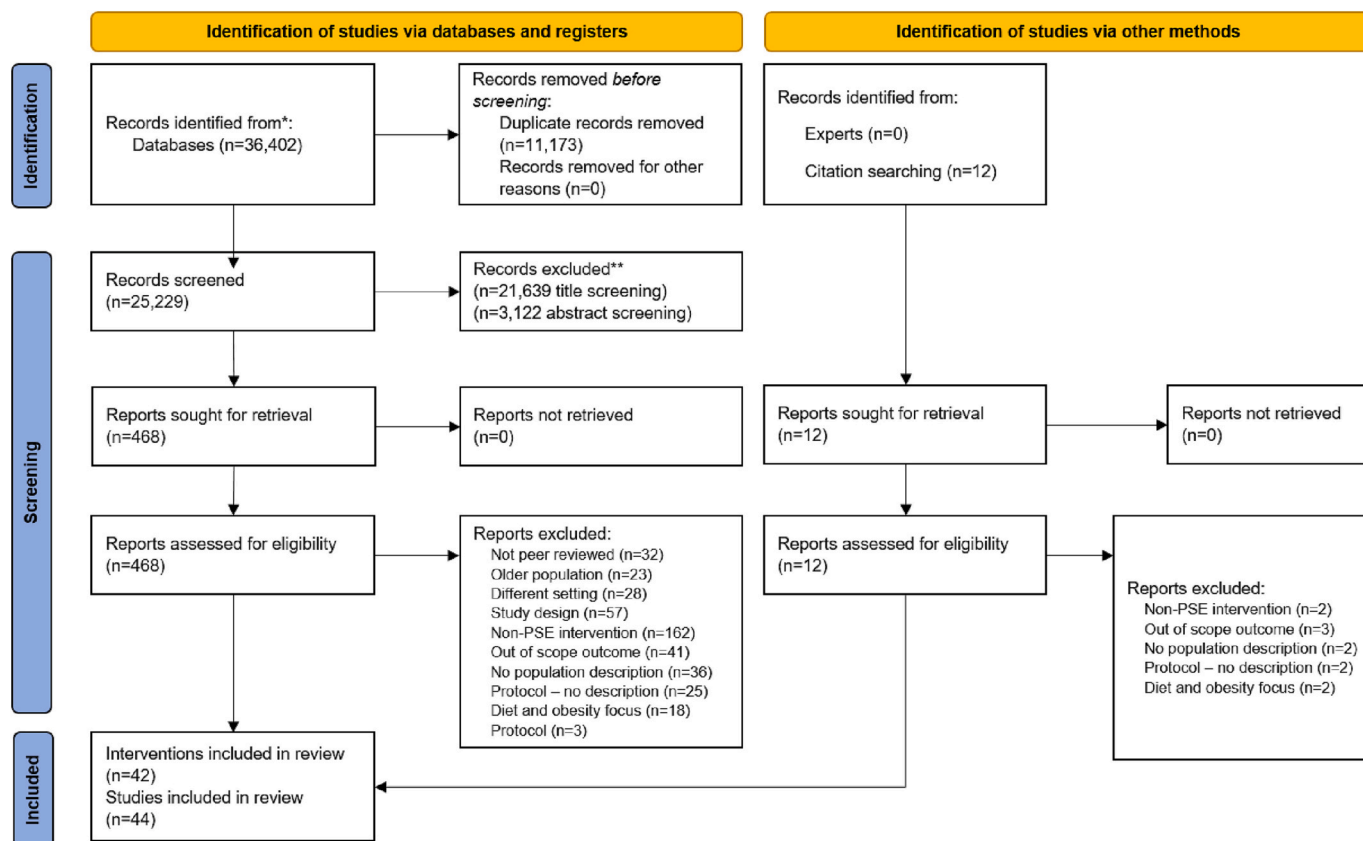 Identification of studies via databases and registers
Identification of studies via other methods
Identification
Records identified from*:
Databases (n=36,402)
Records removed before
screening:
Duplicate records removed
(n=11,173)
Records removed for other
reasons (n=0)
Records identified from:
Experts (n=0)
Citation searching (n=12)
Screening
Records screened
(n=25,229)
Records excluded**
(n=21,639 title screening)
(n=3,122 abstract screening)
Reports sought for retrieval
(n=468)
Reports not retrieved
(n=0)
Reports sought for retrieval
(n=12)
Reports not retrieved
(n=0)
Reports assessed for eligibility
(n=468)
Reports excluded:
Not peer reviewed (n=32)
Older population (n=23)
Different setting (n=28)
Study design (n=57)
Non-PSE intervention (n=162)
Out of scope outcome (n=41)
No population description (n=36)
Protocol – no description (n=25)
Diet and obesity focus (n=18)
Protocol (n=3)
Reports assessed for eligibility
(n=12)
Reports excluded:
Non-PSE intervention (n=2)
Out of scope outcome (n=3)
No population description (n=2)
Protocol – no description (n=2)
Diet and obesity focus (n=2)
Included
Interventions included in review
(n=42)
Studies included in review
(n=44)